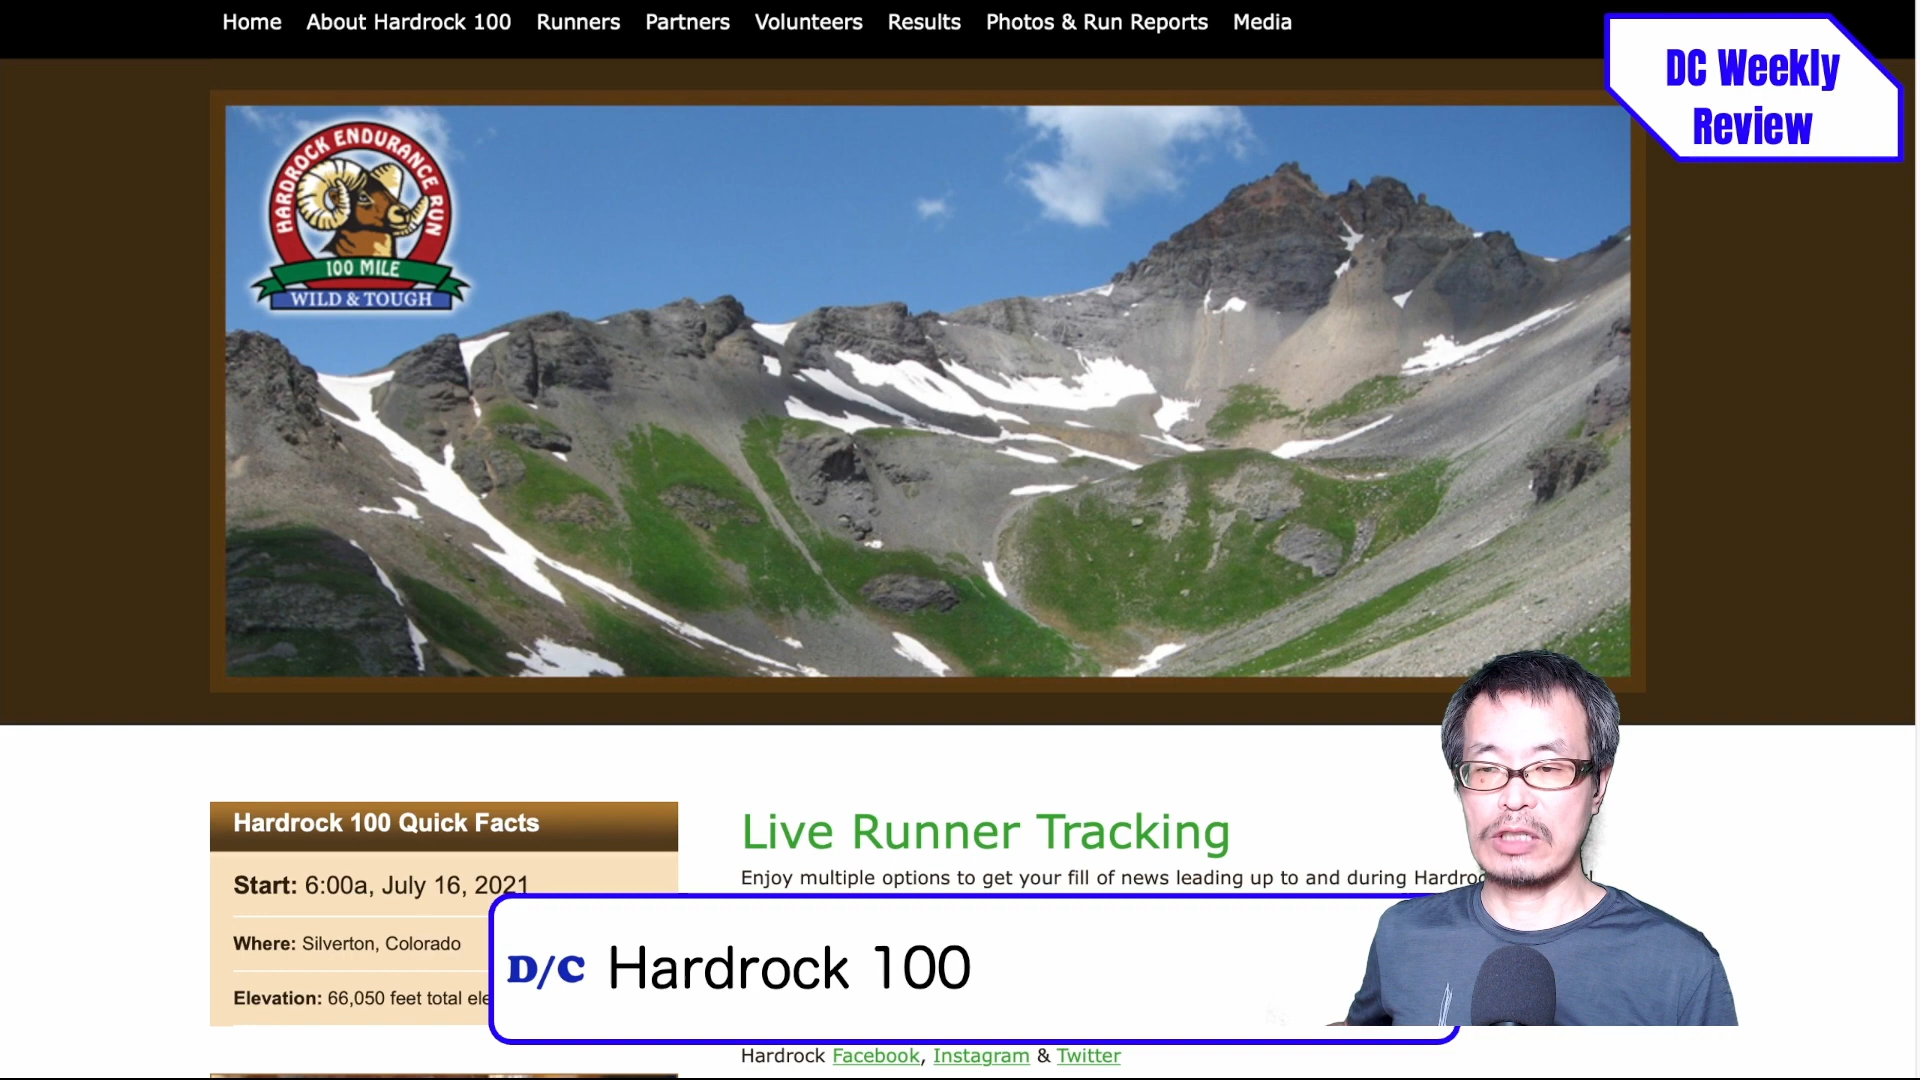 Home About Hardrock 100 Runners Partners Volunteers Results Photos & Run Reports Media
DC Weekly
Review
HARDROCK ENDURANCE RUN
100 MILE
WILD & TOUGH
Hardrock 100 Quick Facts
Start: 6:00a, July 16, 2021
Where: Silverton, Colorado
Elevation: 66,050 feet total
Live Runner Tracking
Enjoy multiple options to get your fill of news leading up to and during
D/C Hardrock 100
Hardrock Facebook, Instagram & Twitter